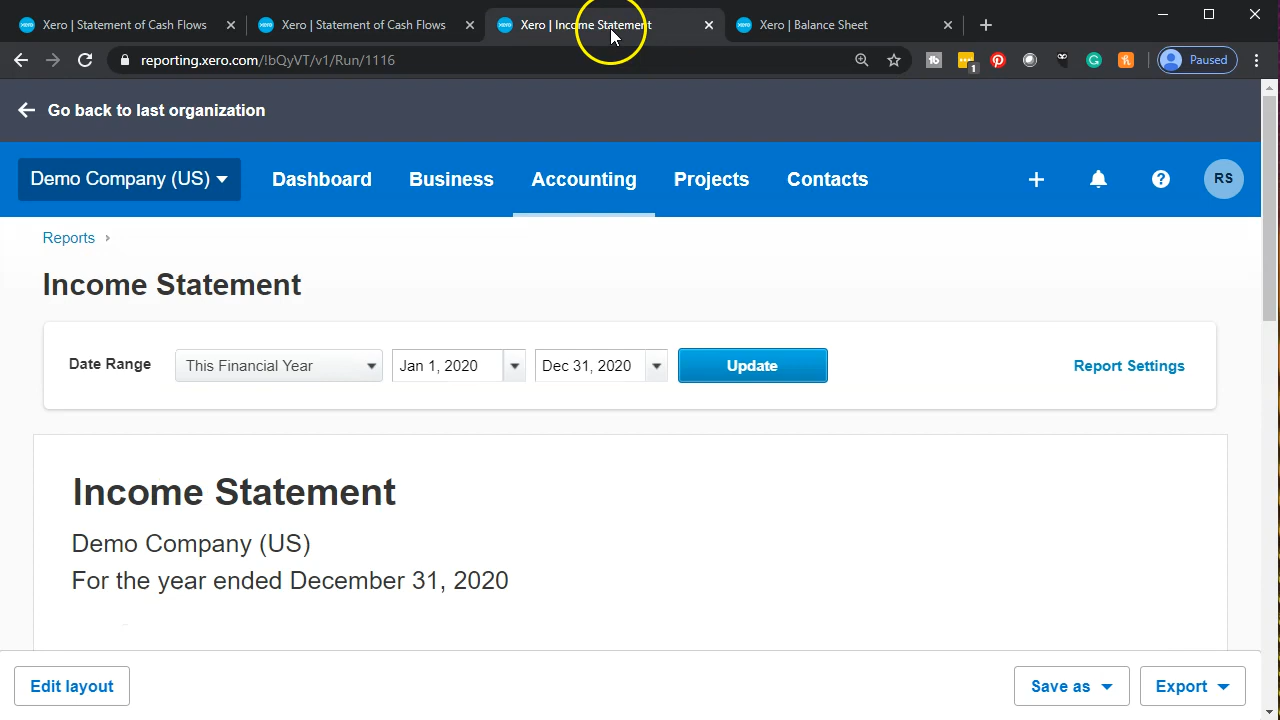 Xero | Statement of Cash Flows
Xero | Statement of Cash Flows
Xero | Income Statement
Xero | Balance Sheet
reporting.xero.com/!bQyVT/v1/Run/1116
1
Paused
Go back to last organization
Demo Company (US)
Dashboard
Business
Accounting
Projects
Contacts
RS
Reports
Income Statement
Date Range
This Financial Year
Jan 1, 2020
Dec 31, 2020
Update
Report Settings
Income Statement
Demo Company (US)
For the year ended December 31, 2020
Edit layout
Save as
Export